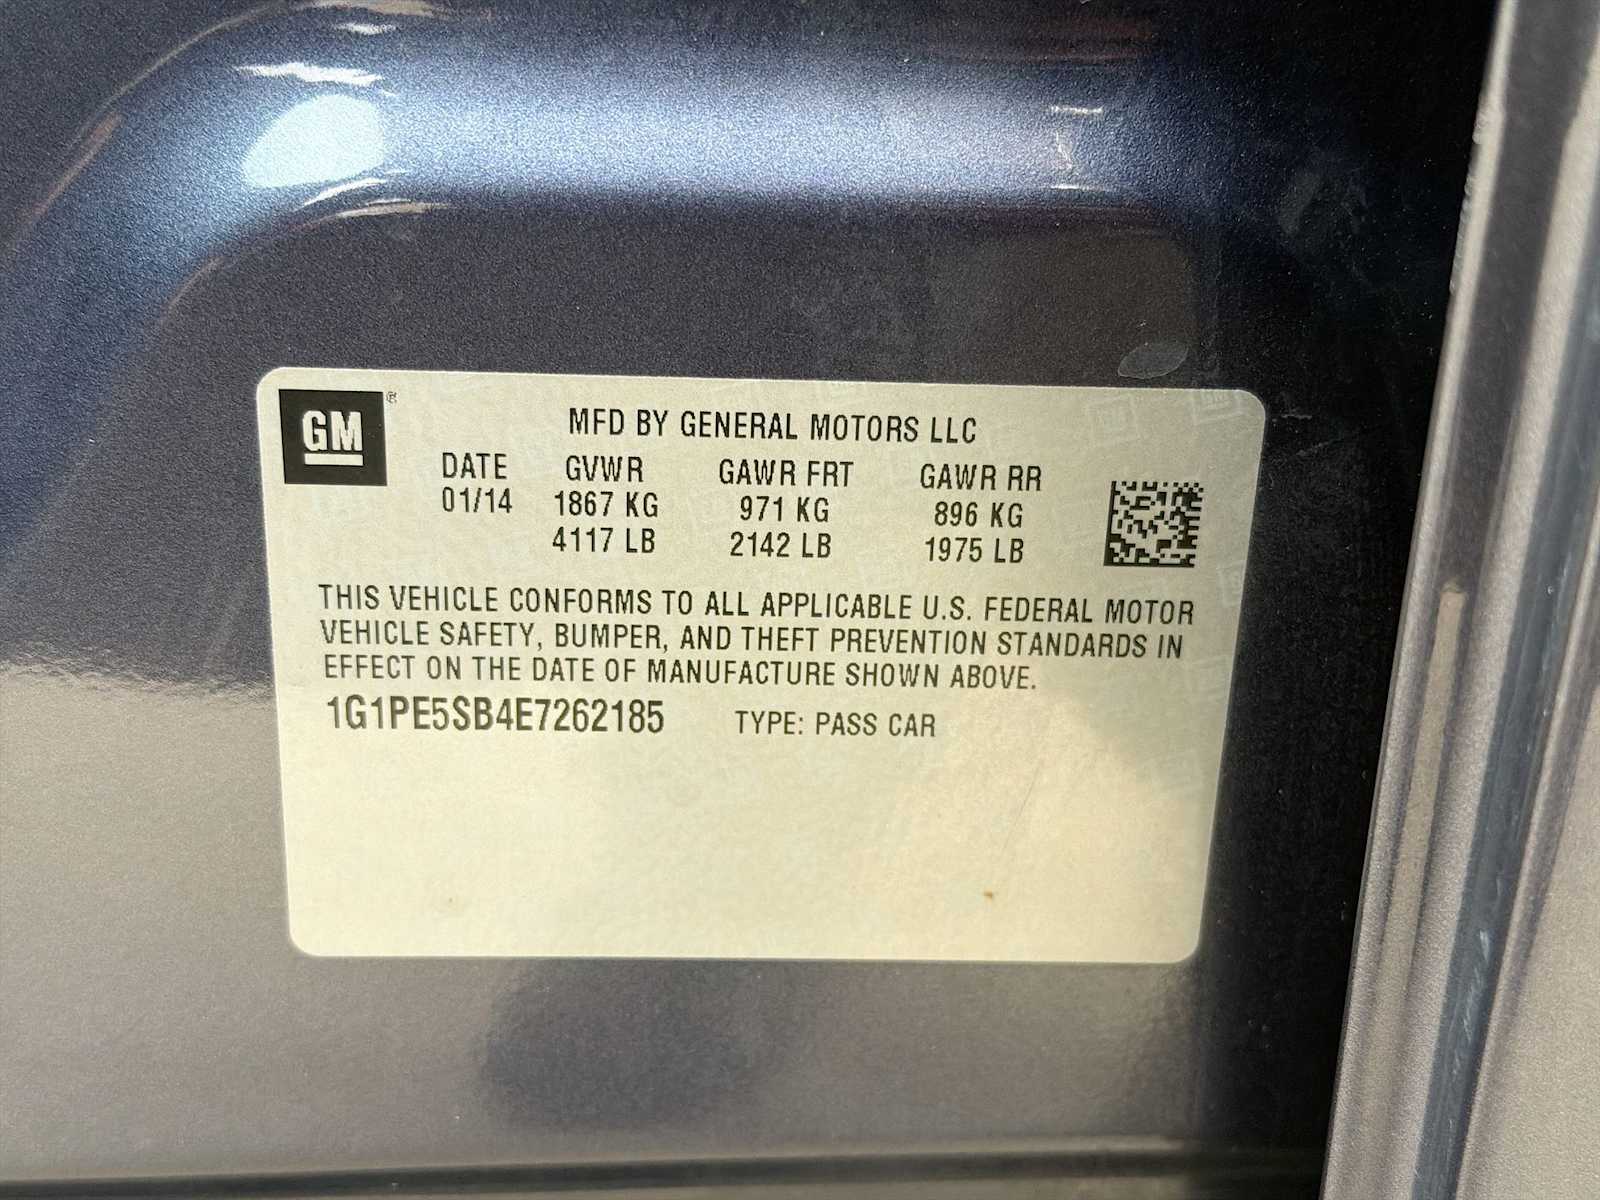 GM®
MFD BY GENERAL MOTORS LLC
DATE GVWR GAWR FRT GAWR RR
01/14 1867 KG 971 KG 896 KG
4117 LB 2142 LB 1975 LB
THIS VEHICLE CONFORMS TO ALL APPLICABLE U.S. FEDERAL MOTOR
VEHICLE SAFETY, BUMPER, AND THEFT PREVENTION STANDARDS IN
EFFECT ON THE DATE OF MANUFACTURE SHOWN ABOVE.
1G1PE5SB4E7262185 TYPE: PASS CAR